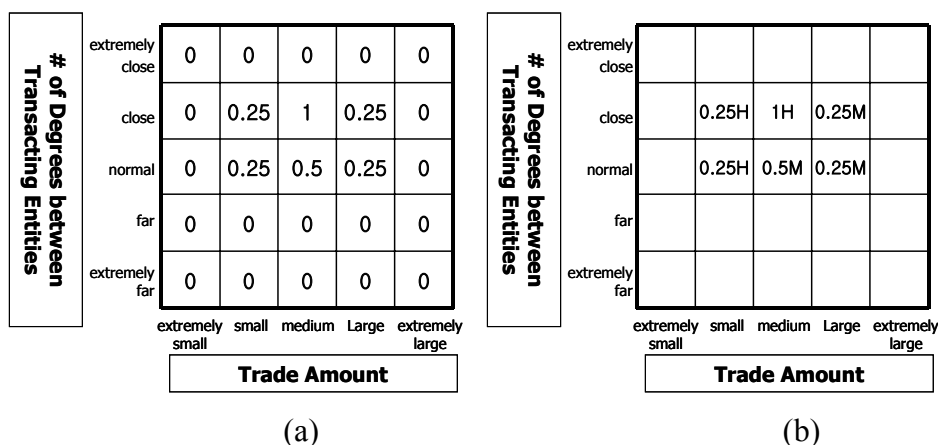 # of Degrees between
Transacting Entities
extremely
close
0 0 0 0 0
close
0 0.25 1 0.25 0
normal
0 0.25 0.5 0.25 0
far
0 0 0 0 0
extremely
far
0 0 0 0 0
extremely small medium Large extremely
small large
Trade Amount
(a)
# of Degrees between
Transacting Entities
extremely
close
close
0.25H 1H 0.25M
normal
0.25H 0.5M 0.25M
far
extremely
far
extremely small medium Large extremely
small large
Trade Amount
(b)